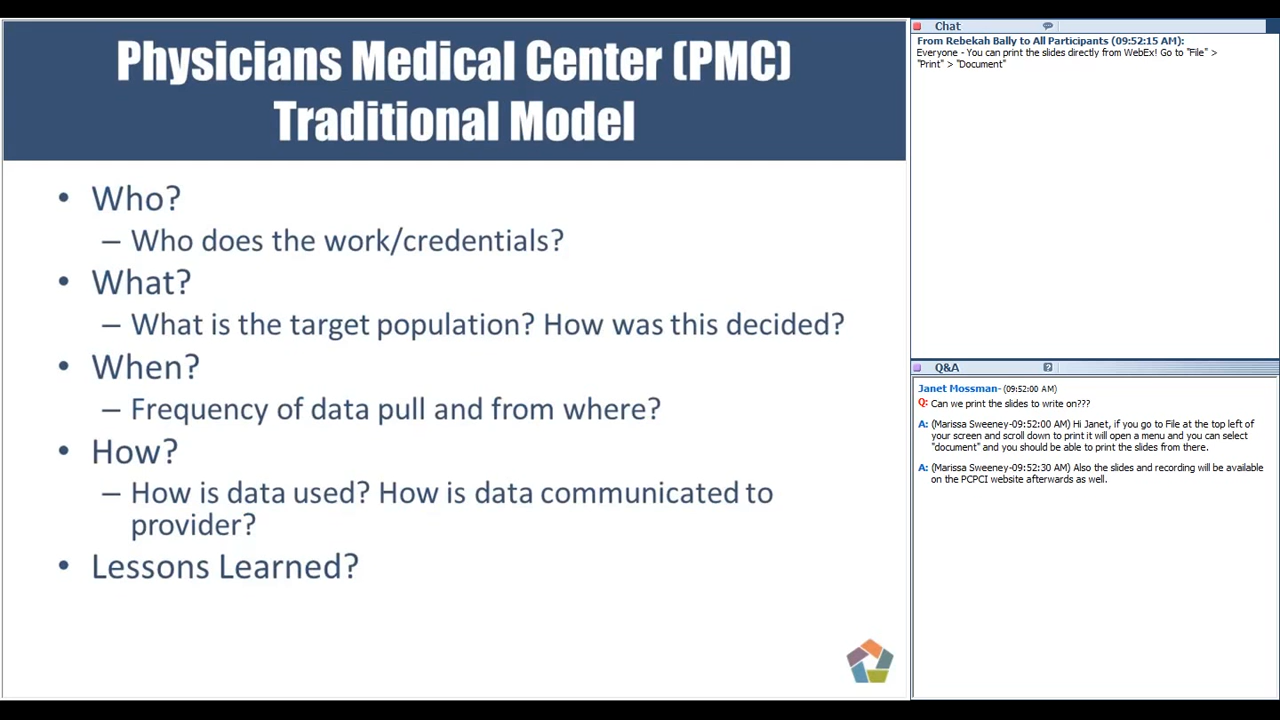 Physicians Medical Center (PMC)
Traditional Model
• Who?
– Who does the work/credentials?
• What?
– What is the target population? How was this decided?
• When?
– Frequency of data pull and from where?
• How?
– How is data used? How is data communicated to
provider?
• Lessons Learned?
Chat
From Rebekah Bally to All Participants (09:52:15 AM):
Everyone - You can print the slides directly from WebEx! Go to "File" >
"Print" > "Document"
Q&A
Janet Mossman- (09:52:00 AM)
Q: Can we print the slides to write on???
A: (Marissa Sweeney-09:52:00 AM) Hi Janet, if you go to File at the top left of
your screen and scroll down to print it will open a menu and you can select
"document" and you should be able to print the slides from there.
A: (Marissa Sweeney-09:52:30 AM) Also the slides and recording will be available
on the PCPCI website afterwards as well.